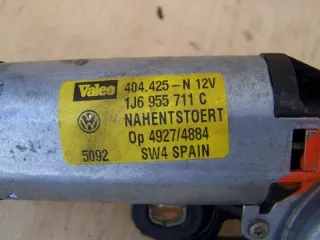 Valeo 404.425-N 12V
1J6 955 711 C
NAHENTSTOERT
Op 4927/4884
5092 SW4 SPAIN